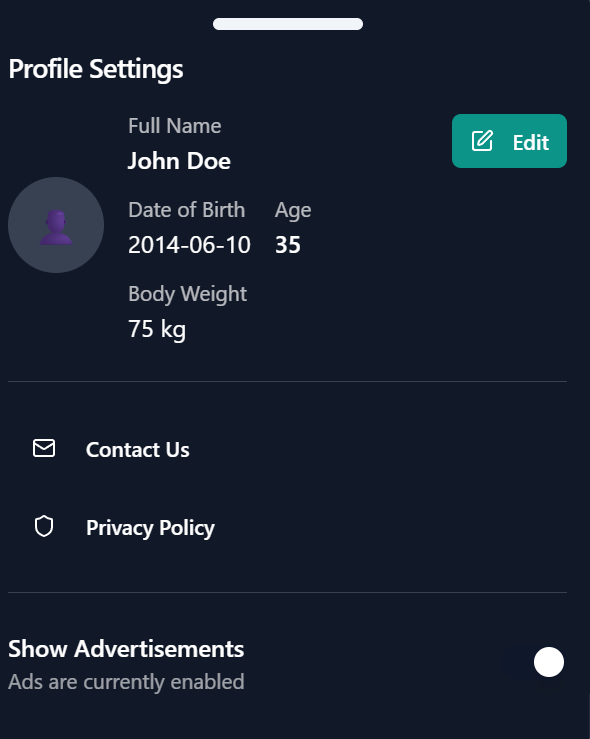 Profile Settings
Full Name
John Doe
Edit
Date of Birth Age
2014-06-10 35
Body Weight
75 kg
Contact Us
Privacy Policy
Show Advertisements
Ads are currently enabled